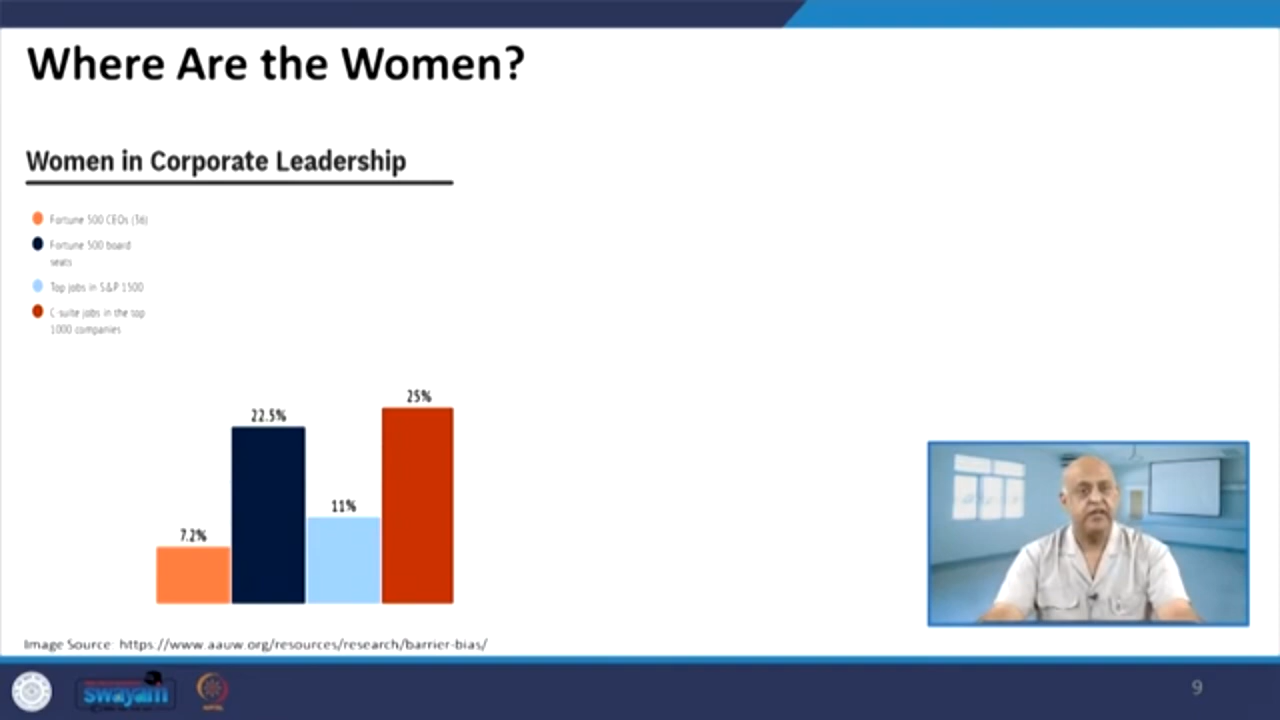 Where Are the Women?
Women in Corporate Leadership
Fortune 500 CEOs (36)
Fortune 500 board
seats
Top jobs in S&P 1500
C-suite jobs in the top
1000 companies
7.2%
22.5%
11%
25%
Image Source: https://www.aauw.org/resources/research/barrier-bias/
swayam
9